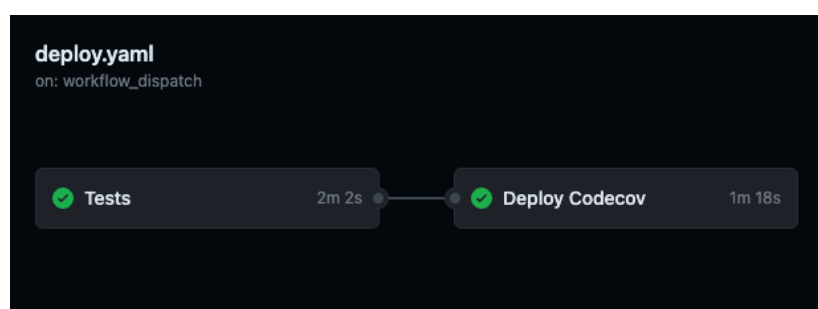 deploy.yaml
on: workflow_dispatch
Tests 2m 2s
Deploy Codecov 1m 18s